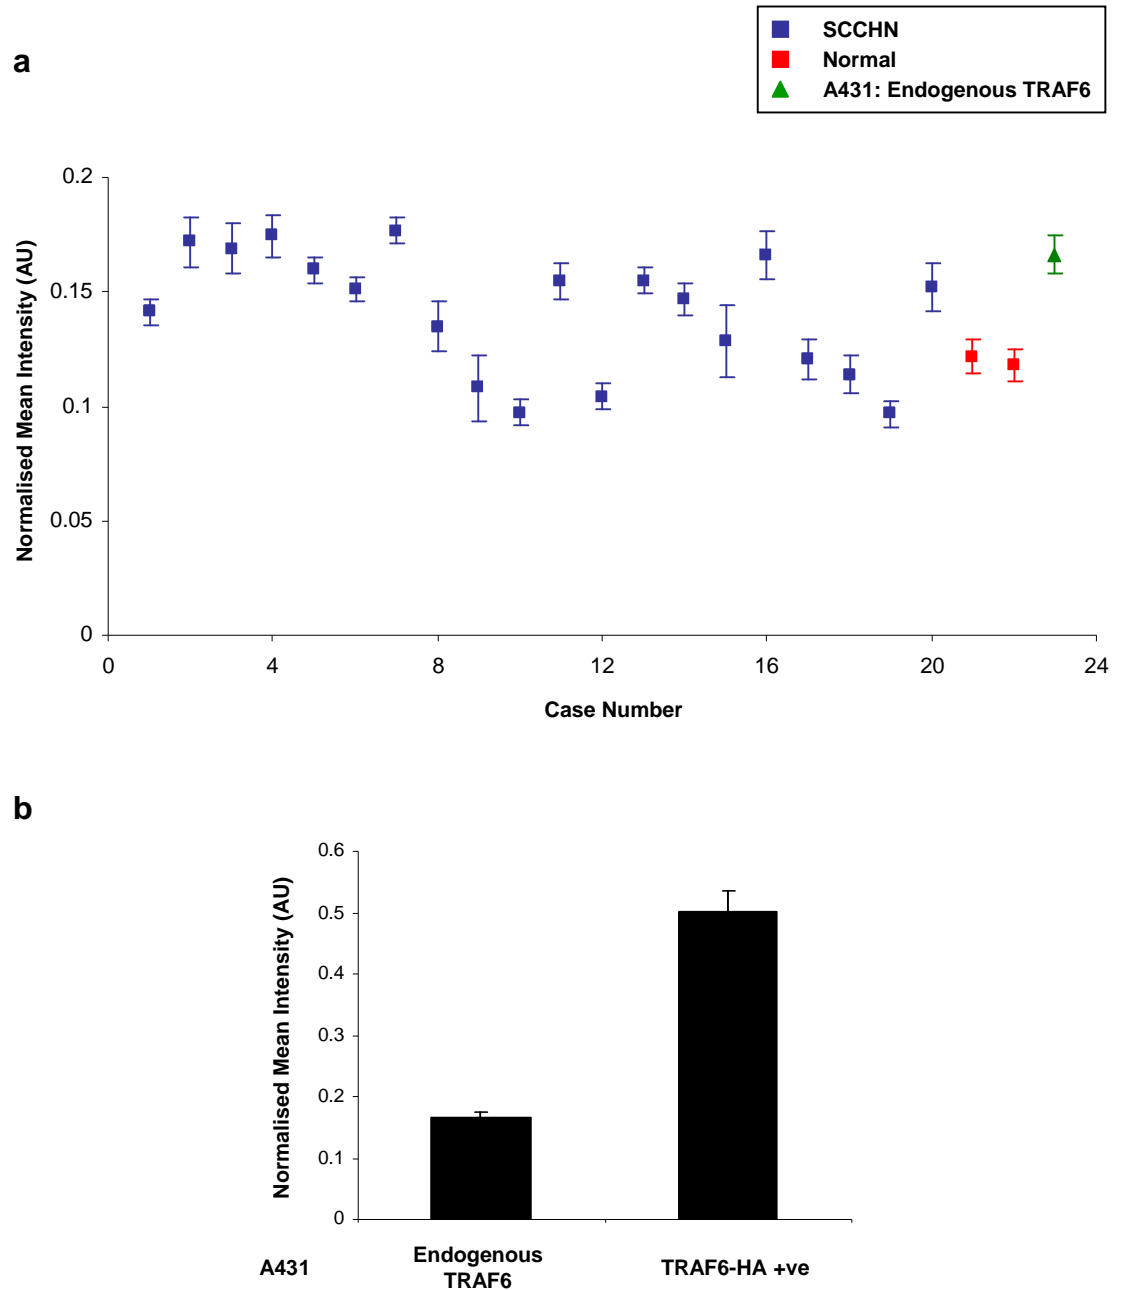 a
SCCHN
Normal
A431: Endogenous TRAF6
Normalised Mean Intensity (AU)
0.2
0.15
0.1
0.05
0
0 4 8 12 16 20 24
Case Number
b
Normalised Mean Intensity (AU)
0.6
0.5
0.4
0.3
0.2
0.1
0
A431
Endogenous
TRAF6
TRAF6-HA +ve